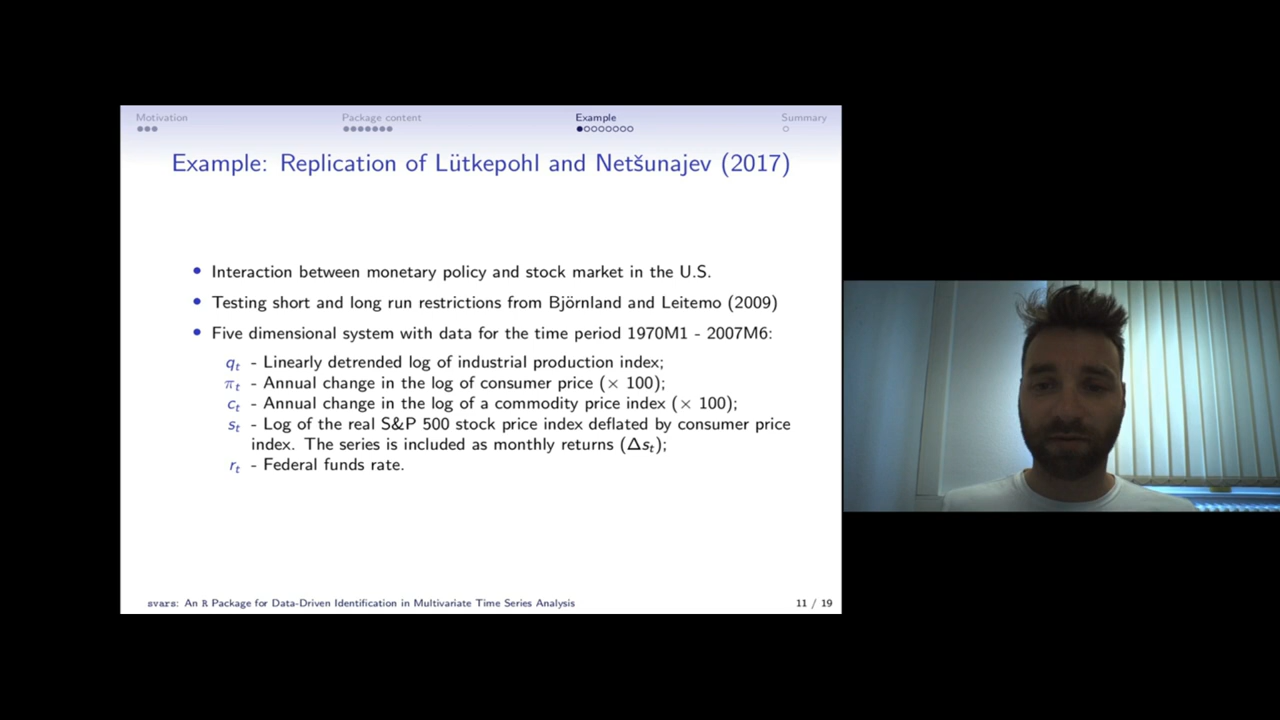 Motivation Package content Example Summary
Example: Replication of Lütkepohl and Netšunajev (2017)
• Interaction between monetary policy and stock market in the U.S.
• Testing short and long run restrictions from Björnland and Leitemo (2009)
• Five dimensional system with data for the time period 1970M1 - 2007M6:
qt - Linearly detrended log of industrial production index;
πt - Annual change in the log of consumer price (× 100);
ct - Annual change in the log of a commodity price index (× 100);
st - Log of the real S&P 500 stock price index deflated by consumer price
index. The series is included as monthly returns (Δst);
rt - Federal funds rate.
svars: An R Package for Data-Driven Identification in Multivariate Time Series Analysis 11 / 19